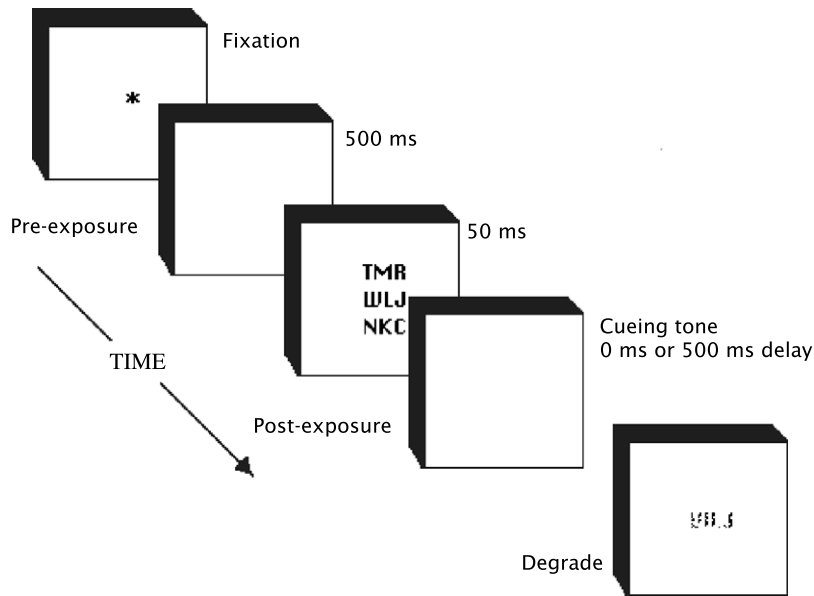 Fixation
*
500 ms
Pre-exposure
50 ms
TMR
WLJ
NKC
Cueing tone
0 ms or 500 ms delay
TIME
Post-exposure
Degrade